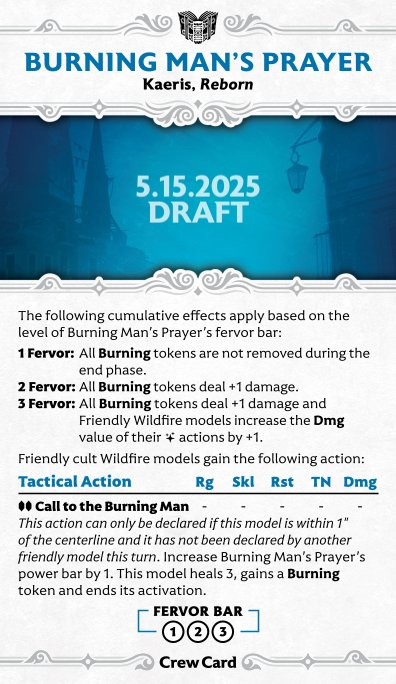 BURNING MAN'S PRAYER
Kaeris, Reborn
5.15.2025
DRAFT
The following cumulative effects apply based on the
level of Burning Man's Prayer's fervor bar:
1 Fervor: All Burning tokens are not removed during the
end phase.
2 Fervor: All Burning tokens deal +1 damage.
3 Fervor: All Burning tokens deal +1 damage and
Friendly Wildfire models increase the Dmg
value of their actions by +1.
Friendly cult Wildfire models gain the following action:
Tactical Action Rg Skl Rst TN Dmg
Call to the Burning Man - - - - -
This action can only be declared if this model is within 1"
of the centerline and it has not been declared by another
friendly model this turn. Increase Burning Man's Prayer's
power bar by 1. This model heals 3, gains a Burning
token and ends its activation.
FERVOR BAR
1 2 3
Crew Card